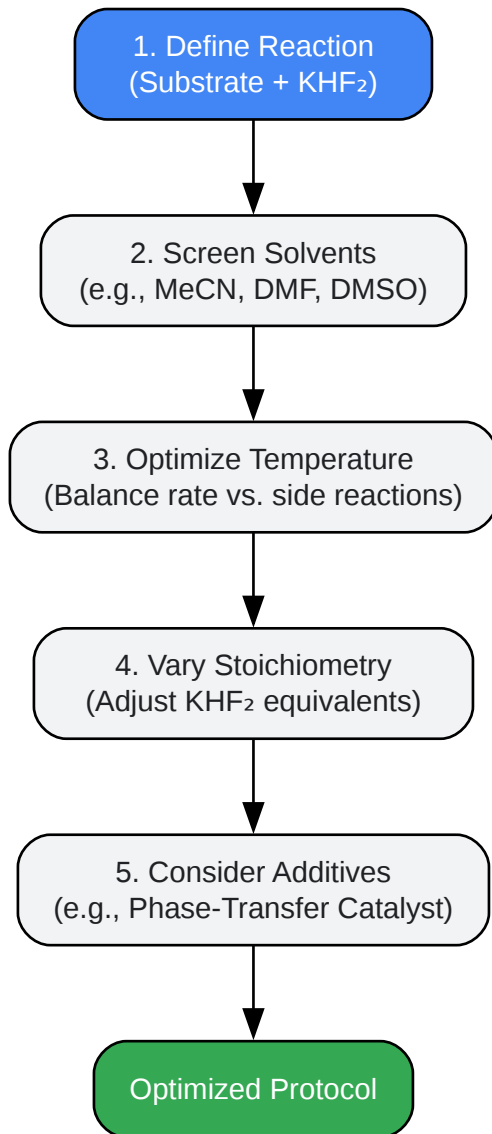 1. Define Reaction
(Substrate + KHF₂)
2. Screen Solvents
(e.g., MeCN, DMF, DMSO)
3. Optimize Temperature
(Balance rate vs. side reactions)
4. Vary Stoichiometry
(Adjust KHF₂ equivalents)
5. Consider Additives
(e.g., Phase-Transfer Catalyst)
Optimized Protocol